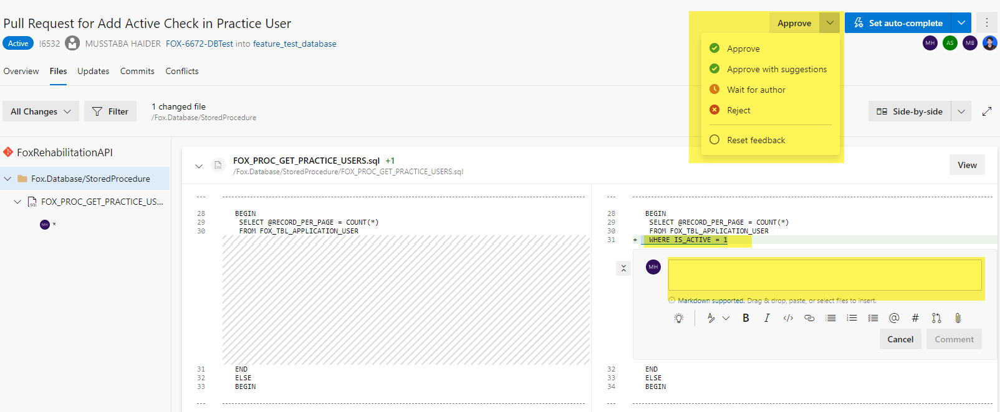 Pull Request for Add Active Check in Practice User
Approve
Set auto-complete
Active !6532 MUSSTABA HAIDER FOX-6672-DBTest into feature_test_database
MH AS MB
Approve
Approve with suggestions
Wait for author
Reject
Reset feedback
Overview Files Updates Commits Conflicts
All Changes Filter
1 changed file
/Fox.Database/StoredProcedure
Side-by-side
FoxRehabilitationAPI
Fox.Database/StoredProcedure
SQL FOX_PROC_GET_PRACTICE_US...
MH *
SQL FOX_PROC_GET_PRACTICE_USERS.sql +1
/Fox.Database/StoredProcedure/FOX_PROC_GET_PRACTICE_USERS.sql
View
28 BEGIN
29 SELECT @RECORD_PER_PAGE = COUNT(*)
30 FROM FOX_TBL_APPLICATION_USER
31 END
32 ELSE
33 BEGIN
28 BEGIN
29 SELECT @RECORD_PER_PAGE = COUNT(*)
30 FROM FOX_TBL_APPLICATION_USER
31 + WHERE IS_ACTIVE = 1
MH
Markdown supported. Drag & drop, paste, or select files to insert.
B I </> @ #
Cancel Comment
32 END
33 ELSE
34 BEGIN